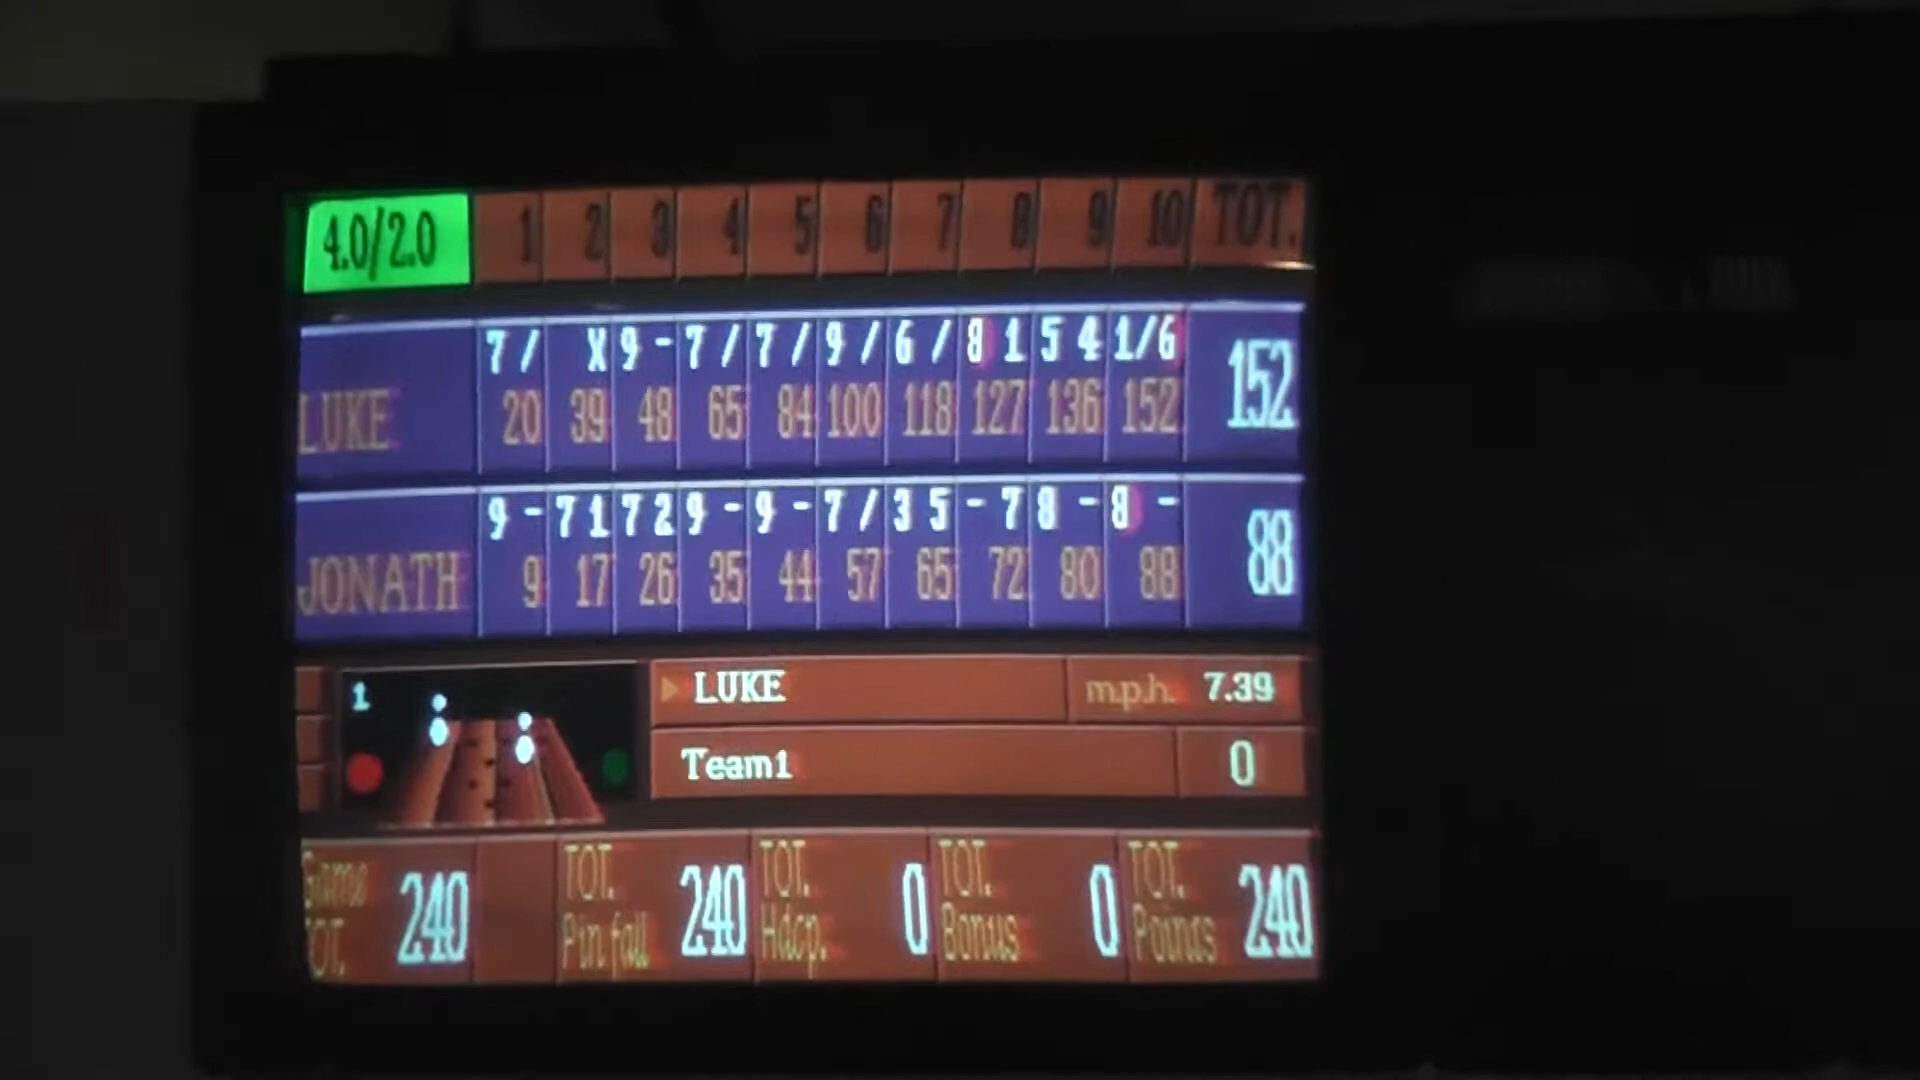 4.0/2.0 1 2 3 4 5 6 7 8 9 10 TOT.
7 / X 9 - 7 / 7 / 9 / 6 / 8 1 5 4 1/6 152
LUKE 20 39 48 65 84 100 118 127 136 152
9 - 7 1 7 2 9 - 9 - 7 / 3 5 - 7 8 - 8 - 88
JONATH 9 17 26 35 44 57 65 72 80 88
1 LUKE m.p.h. 7.39
Team1 0
Game TOT. 240 TOT. Pinfall 240 TOT. Hdcp. 0 TOT. Bonus 0 TOT. Points 240